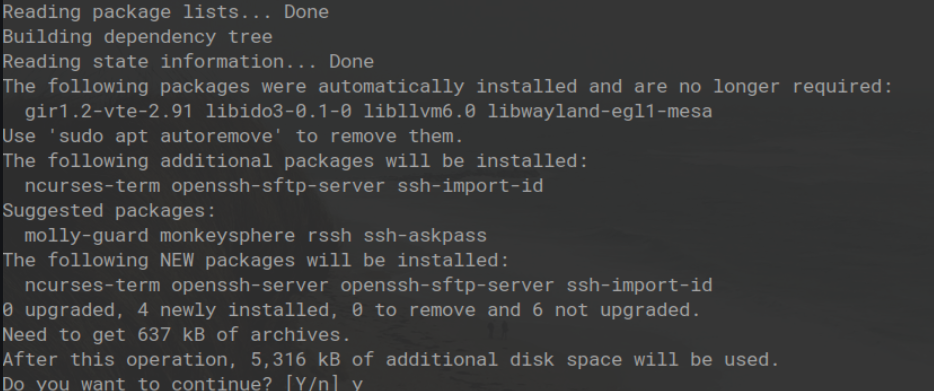 Reading package lists... Done
Building dependency tree
Reading state information... Done
The following packages were automatically installed and are no longer required:
gir1.2-vte-2.91 libido3-0.1-0 libllvm6.0 libwayland-egl1-mesa
Use 'sudo apt autoremove' to remove them.
The following additional packages will be installed:
ncurses-term openssh-sftp-server ssh-import-id
Suggested packages:
molly-guard monkeysphere rssh ssh-askpass
The following NEW packages will be installed:
ncurses-term openssh-server openssh-sftp-server ssh-import-id
0 upgraded, 4 newly installed, 0 to remove and 6 not upgraded.
Need to get 637 kB of archives.
After this operation, 5,316 kB of additional disk space will be used.
Do you want to continue? [Y/n] y